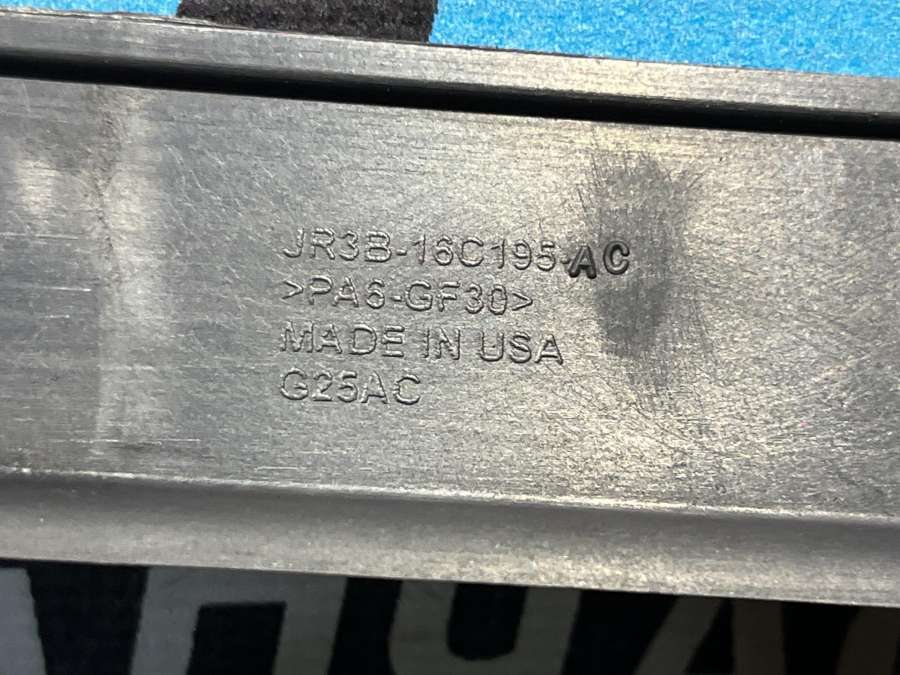 JR3B-16C195-AC
>PA6-GF30<
MADE IN USA
G25AC